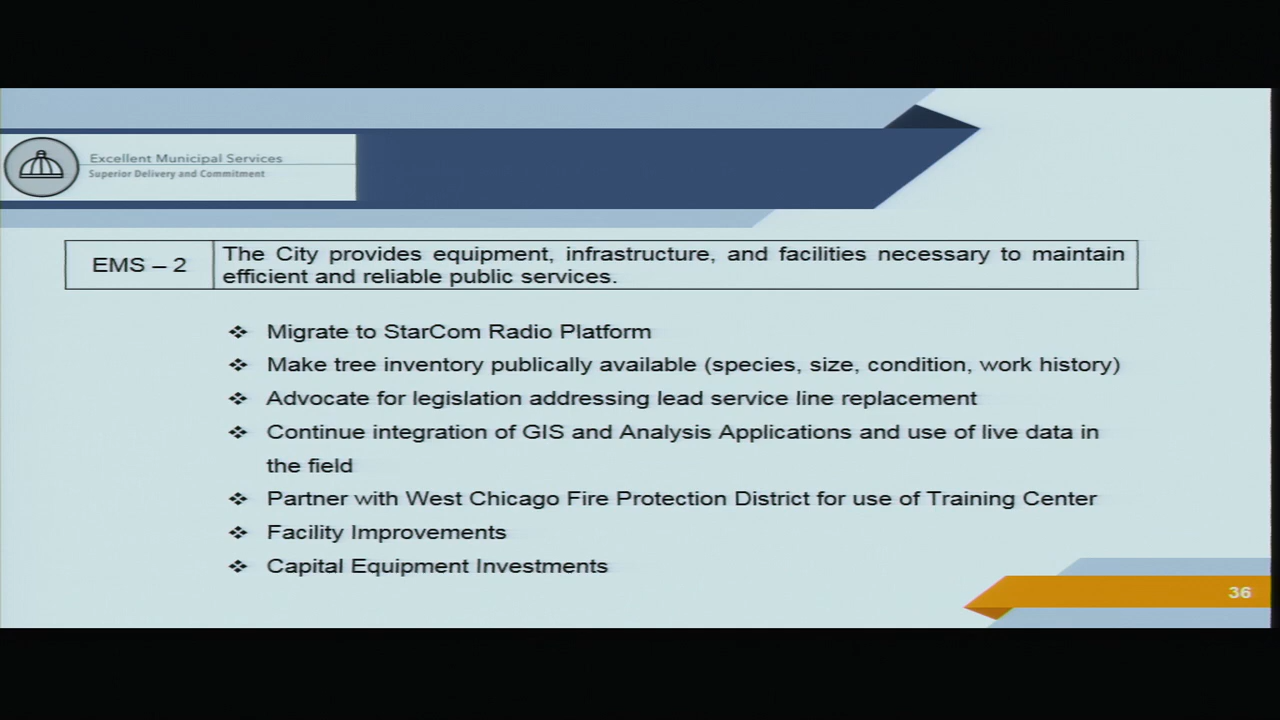 Excellent Municipal Services
Superior Delivery and Commitment
EMS – 2
The City provides equipment, infrastructure, and facilities necessary to maintain
efficient and reliable public services.
❖ Migrate to StarCom Radio Platform
❖ Make tree inventory publically available (species, size, condition, work history)
❖ Advocate for legislation addressing lead service line replacement
❖ Continue integration of GIS and Analysis Applications and use of live data in
the field
❖ Partner with West Chicago Fire Protection District for use of Training Center
❖ Facility Improvements
❖ Capital Equipment Investments
36